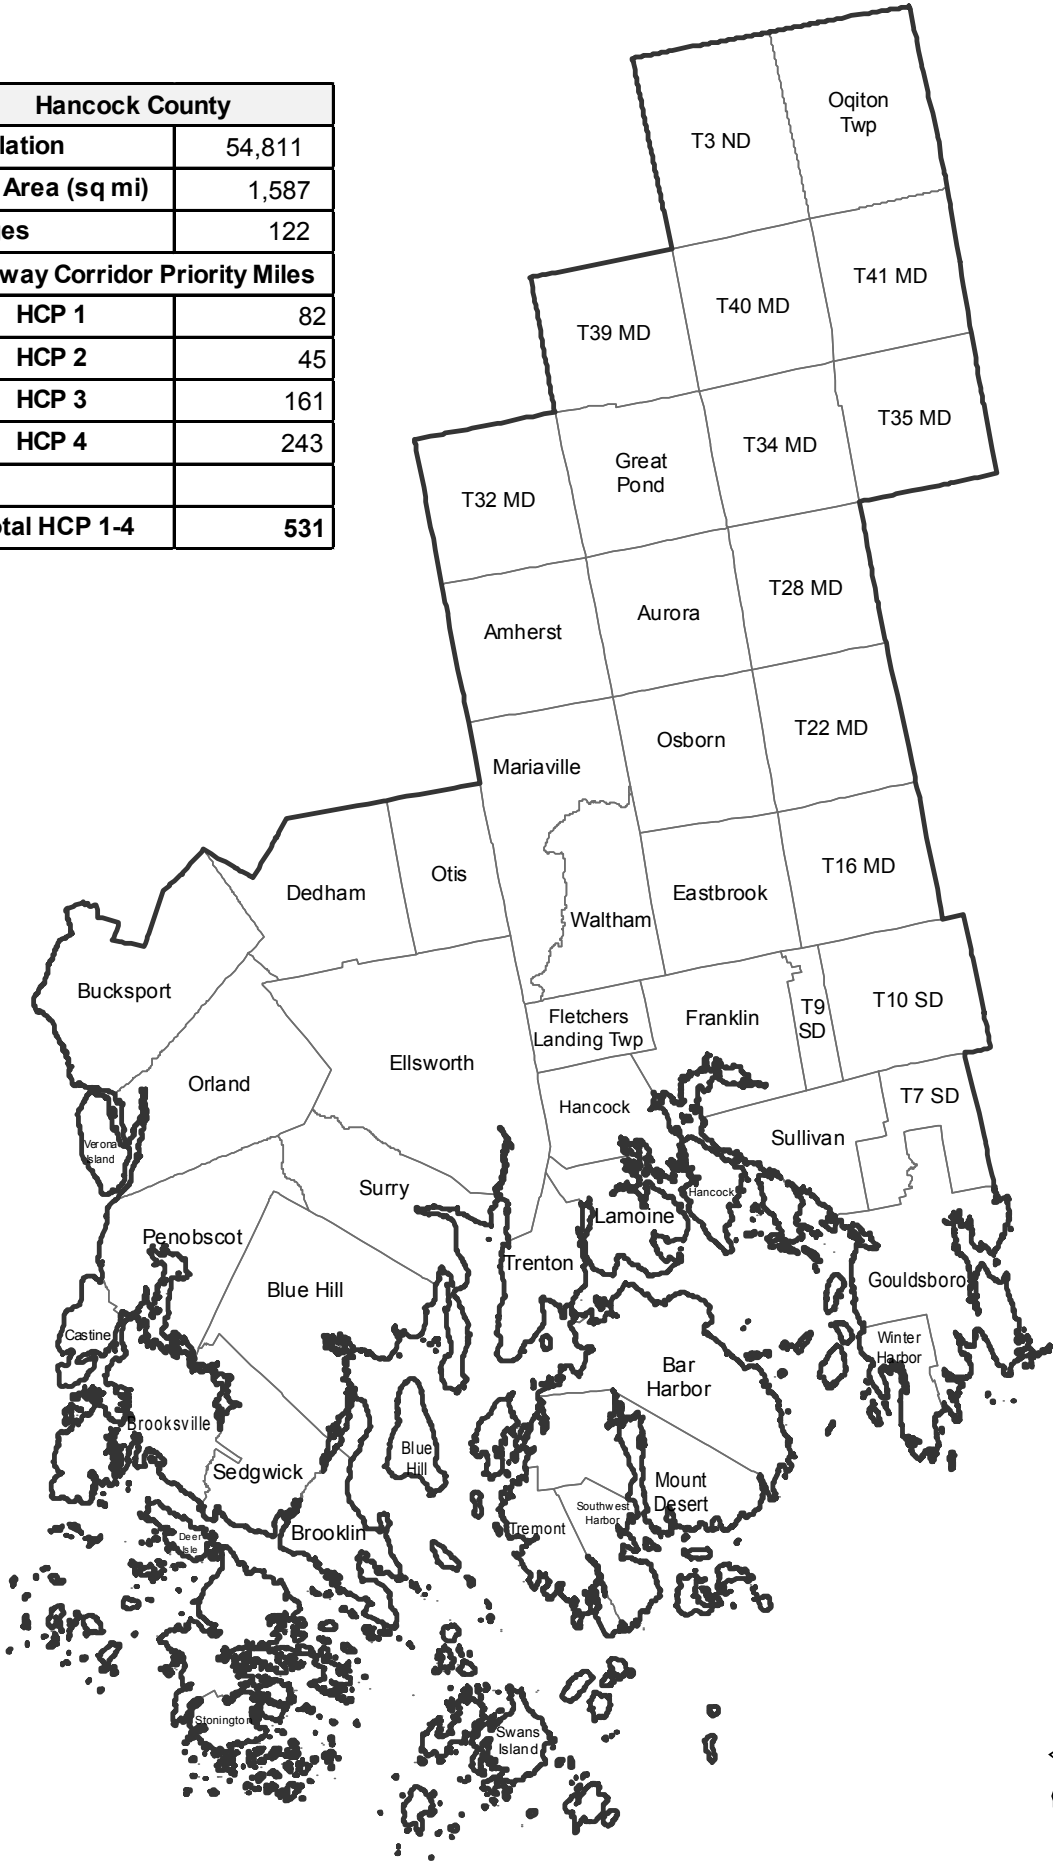 Hancock County
lation 54,811
Area (sq mi) 1,587
es 122
way Corridor Priority Miles
HCP 1 82
HCP 2 45
HCP 3 161
HCP 4 243
tal HCP 1-4 531
Oqiton
Twp
T3 ND
T41 MD
T40 MD
T39 MD
T35 MD
T34 MD
Great
Pond
T32 MD
T28 MD
Aurora
Amherst
T22 MD
Osborn
Mariaville
T16 MD
Otis
Dedham
Eastbrook
Waltham
Bucksport
T10 SD
T9
SD
Franklin
Fletchers
Landing Twp
Ellsworth
Orland
T7 SD
Hancock
Sullivan
Verona
Island
Surry
Hancock
Lamoine
Penobscot
Trenton
Gouldsboro
Blue Hill
Castine
Winter
Harbor
Bar
Harbor
Brooksville
Blue
Hill
Sedgwick
Mount
Desert
Southwest
Harbor
Tremont
Brooklin
Deer
Isle
Stonington
Swans
Island